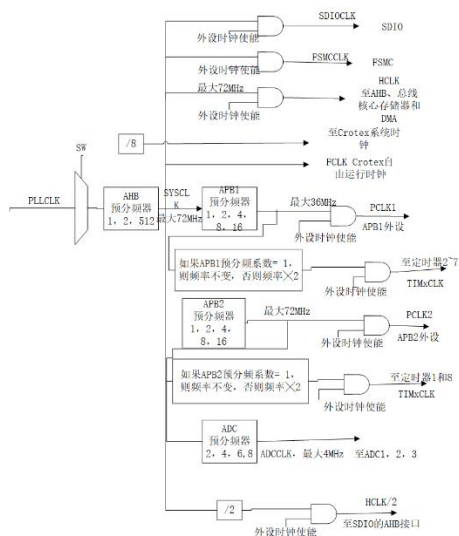 SDIOCLK
SDIO
外设时钟使能
FSMCCLK
FSMC
外设时钟使能
最大72MHz
HCLK
至AHB、总线
核心存储器和
DMA
外设时钟使能
/8
至Crotex系统时
钟
FCLK Crotex自
由运行时钟
SW
PLLCLK
AHB
预分频器
1, 2, 512
SYSCL
K
最大72MHz
APB1
预分频器
1, 2, 4,
8, 16
最大36MHz
PCLK1
外设时钟使能
APB1外设
如果APB1预分频系数= 1,
则频率不变, 否则频率×2
至定时器2~7
外设时钟使能
TIMxCLK
APB2
预分频器
1, 2, 4,
8, 16
最大72MHz
PCLK2
外设时钟使能
APB2外设
如果APB2预分频系数= 1,
则频率不变, 否则频率×2
至定时器1和8
TIMxCLK
外设时钟使能
ADC
预分频器
2, 4, 6.8
ADCCLK, 最大4MHz 至ADC1, 2, 3
/2
HCLK/2
外设时钟使能
至SDIO的AHB接口